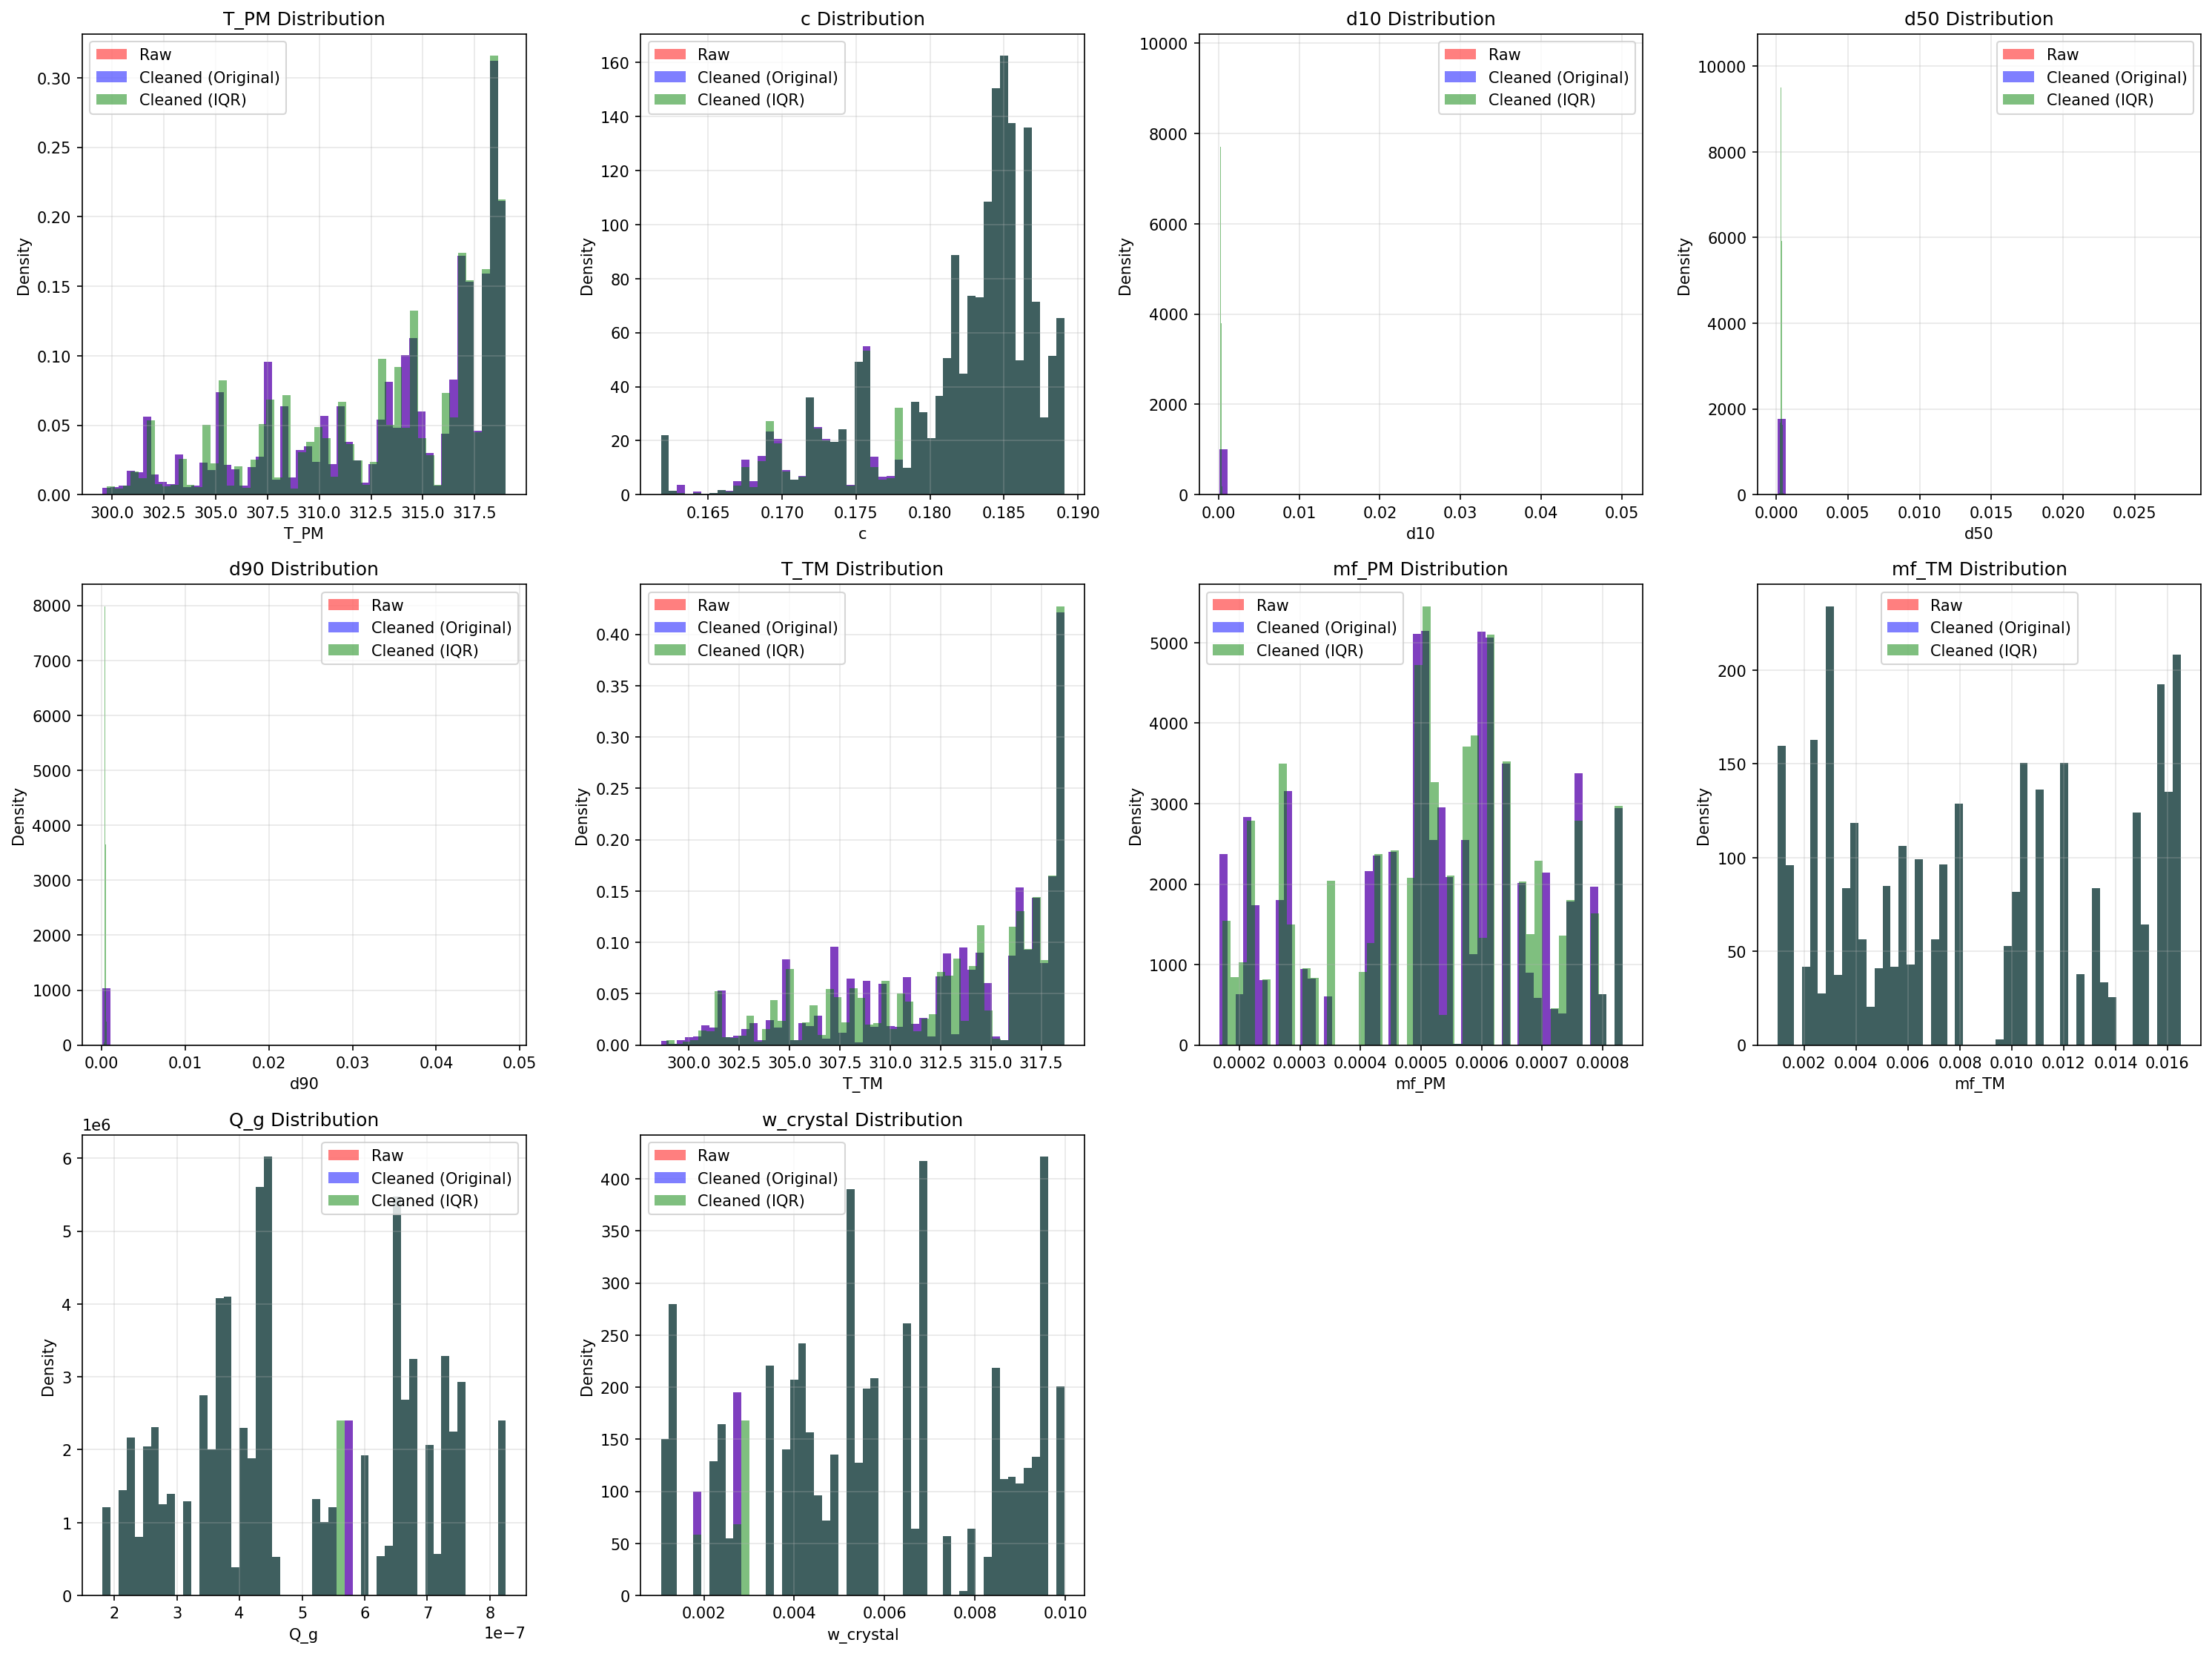 T_PM Distribution
Raw
Cleaned (Original)
Cleaned (IQR)
0.30
0.25
0.20
0.15
0.10
0.05
0.00
Density
300.0 302.5 305.0 307.5 310.0 312.5 315.0 317.5
T_PM
c Distribution
Raw
Cleaned (Original)
Cleaned (IQR)
160
140
120
100
80
60
40
20
0
Density
0.165 0.170 0.175 0.180 0.185 0.190
c
d10 Distribution
Raw
Cleaned (Original)
Cleaned (IQR)
10000
8000
6000
4000
2000
0
Density
0.00 0.01 0.02 0.03 0.04 0.05
d10
d50 Distribution
Raw
Cleaned (Original)
Cleaned (IQR)
10000
8000
6000
4000
2000
0
Density
0.000 0.005 0.010 0.015 0.020 0.025
d50
d90 Distribution
Raw
Cleaned (Original)
Cleaned (IQR)
8000
7000
6000
5000
4000
3000
2000
1000
0
Density
0.00 0.01 0.02 0.03 0.04 0.05
d90
T_TM Distribution
Raw
Cleaned (Original)
Cleaned (IQR)
0.40
0.35
0.30
0.25
0.20
0.15
0.10
0.05
0.00
Density
300.0 302.5 305.0 307.5 310.0 312.5 315.0 317.5
T_TM
mf_PM Distribution
Raw
Cleaned (Original)
Cleaned (IQR)
5000
4000
3000
2000
1000
0
Density
0.0002 0.0003 0.0004 0.0005 0.0006 0.0007 0.0008
mf_PM
mf_TM Distribution
Raw
Cleaned (Original)
Cleaned (IQR)
200
150
100
50
0
Density
0.002 0.004 0.006 0.008 0.010 0.012 0.014 0.016
mf_TM
Q_g Distribution
1e6
Raw
Cleaned (Original)
Cleaned (IQR)
6
5
4
3
2
1
0
Density
2 3 4 5 6 7 8
1e−7
Q_g
w_crystal Distribution
Raw
Cleaned (Original)
Cleaned (IQR)
400
350
300
250
200
150
100
50
0
Density
0.002 0.004 0.006 0.008 0.010
w_crystal